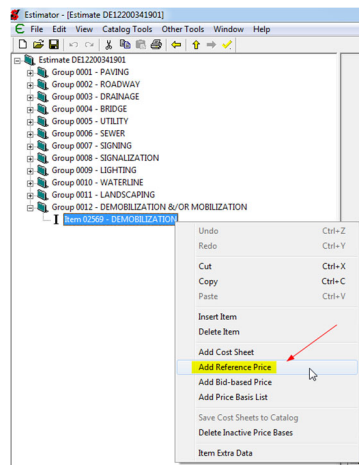 Estimator - [Estimate DE12200341901]
File Edit View Catalog Tools Other Tools Window Help
Estimate DE12200341901
Group 0001 - PAVING
Group 0002 - ROADWAY
Group 0003 - DRAINAGE
Group 0004 - BRIDGE
Group 0005 - UTILITY
Group 0006 - SEWER
Group 0007 - SIGNING
Group 0008 - SIGNALIZATION
Group 0009 - LIGHTING
Group 0010 - WATERLINE
Group 0011 - LANDSCAPING
Group 0012 - DEMOBILIZATION &/OR MOBILIZATION
I Item 02569 - DEMOBILIZATION
Undo Ctrl+Z
Redo Ctrl+Y
Cut Ctrl+X
Copy Ctrl+C
Paste Ctrl+V
Insert Item
Delete Item
Add Cost Sheet
Add Reference Price
Add Bid-based Price
Add Price Basis List
Save Cost Sheets to Catalog
Delete Inactive Price Bases
Item Extra Data